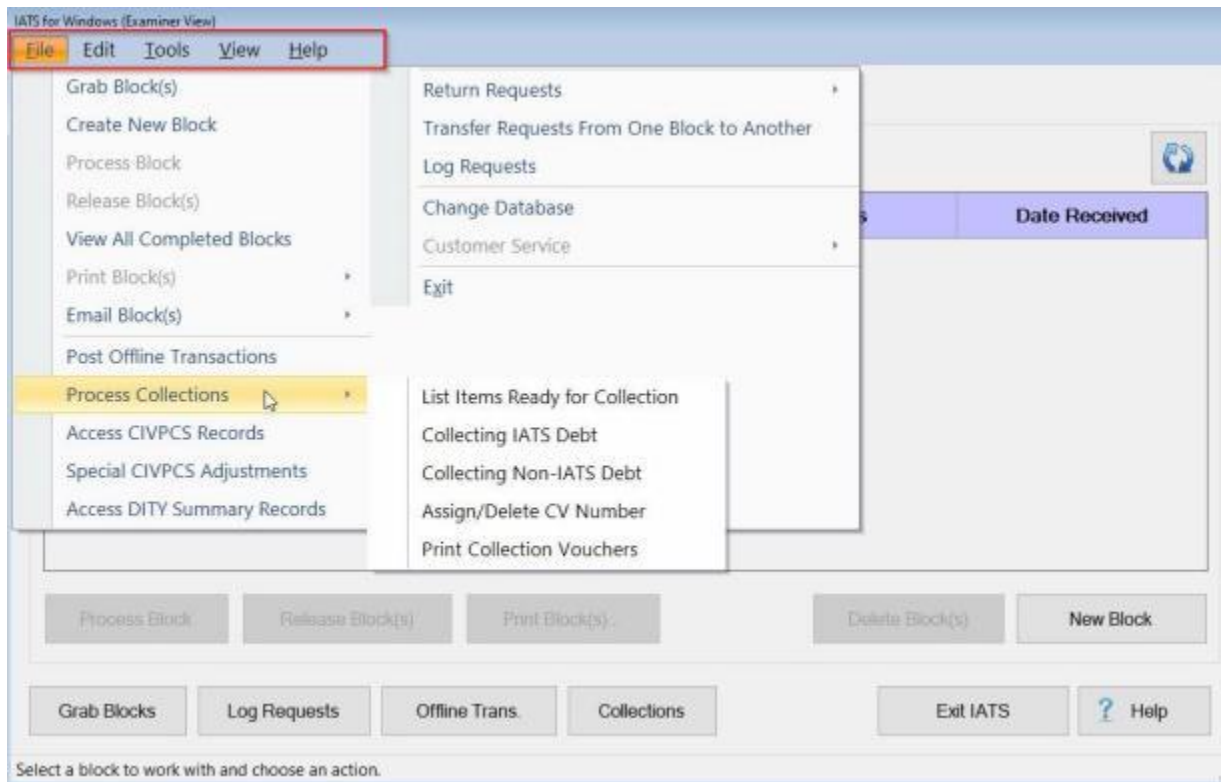 IATS for Windows (Examiner View)
File Edit Tools View Help
Grab Block(s)
Create New Block
Process Block
Release Block(s)
View All Completed Blocks
Print Block(s)
Email Block(s)
Post Offline Transactions
Process Collections
Access CIVPCS Records
Special CIVPCS Adjustments
Access DITY Summary Records
Return Requests
Transfer Requests From One Block to Another
Log Requests
Change Database
Customer Service
Exit
List Items Ready for Collection
Collecting IATS Debt
Collecting Non-IATS Debt
Assign/Delete CV Number
Print Collection Vouchers
s Date Received
Process Block Release Block(s) Print Block(s)... Delete Block(s) New Block
Grab Blocks Log Requests Offline Trans. Collections Exit IATS ? Help
Select a block to work with and choose an action.